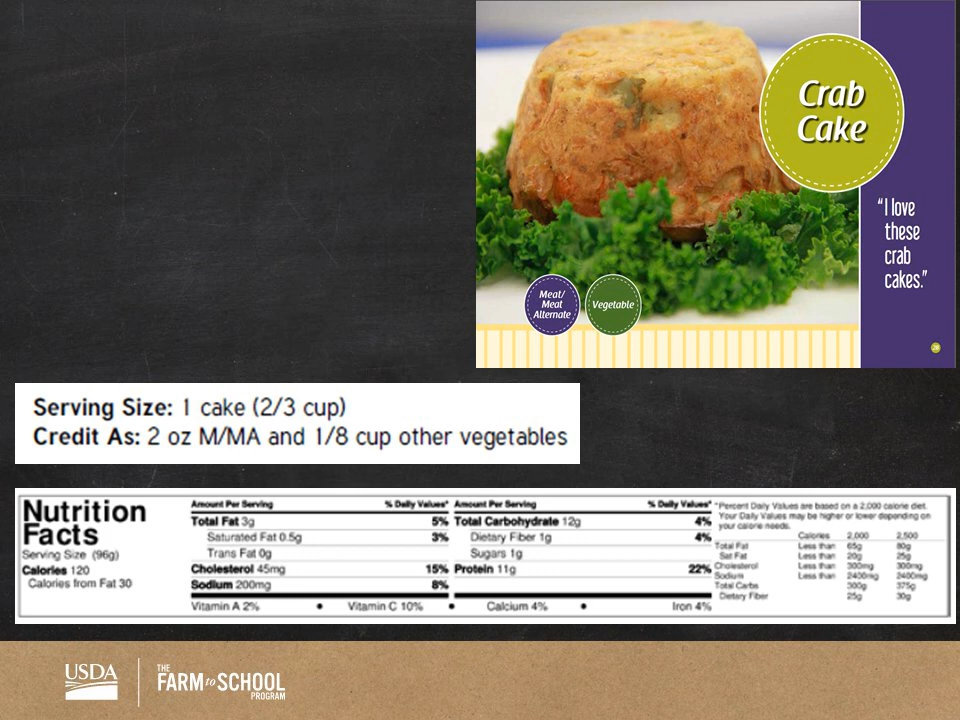 Crab
Cake
“I love
these
crab
cakes.”
Meat/
Meat
Alternate
Vegetable
28
Serving Size: 1 cake (2/3 cup)
Credit As: 2 oz M/MA and 1/8 cup other vegetables
Nutrition
Facts
Serving Size (96g)
Calories 120
Calories from Fat 30
Amount Per Serving % Daily Values*
Total Fat 3g 5%
Saturated Fat 0.5g 3%
Trans Fat 0g
Cholesterol 45mg 15%
Sodium 200mg 8%
Amount Per Serving % Daily Values*
Total Carbohydrate 12g 4%
Dietary Fiber 1g 4%
Sugars 1g
Protein 11g 22%
Vitamin A 2% • Vitamin C 10% • Calcium 4% • Iron 4%
*Percent Daily Values are based on a 2,000 calorie diet.
Your Daily Values may be higher or lower depending on
your calorie needs.
Calories 2,000 2,500
Total Fat Less than 65g 80g
Sat Fat Less than 20g 25g
Cholesterol Less than 300mg 300mg
Sodium Less than 2400mg 2400mg
Total Carbs 300g 375g
Dietary Fiber 25g 30g
USDA
THE
FARM to SCHOOL
PROGRAM